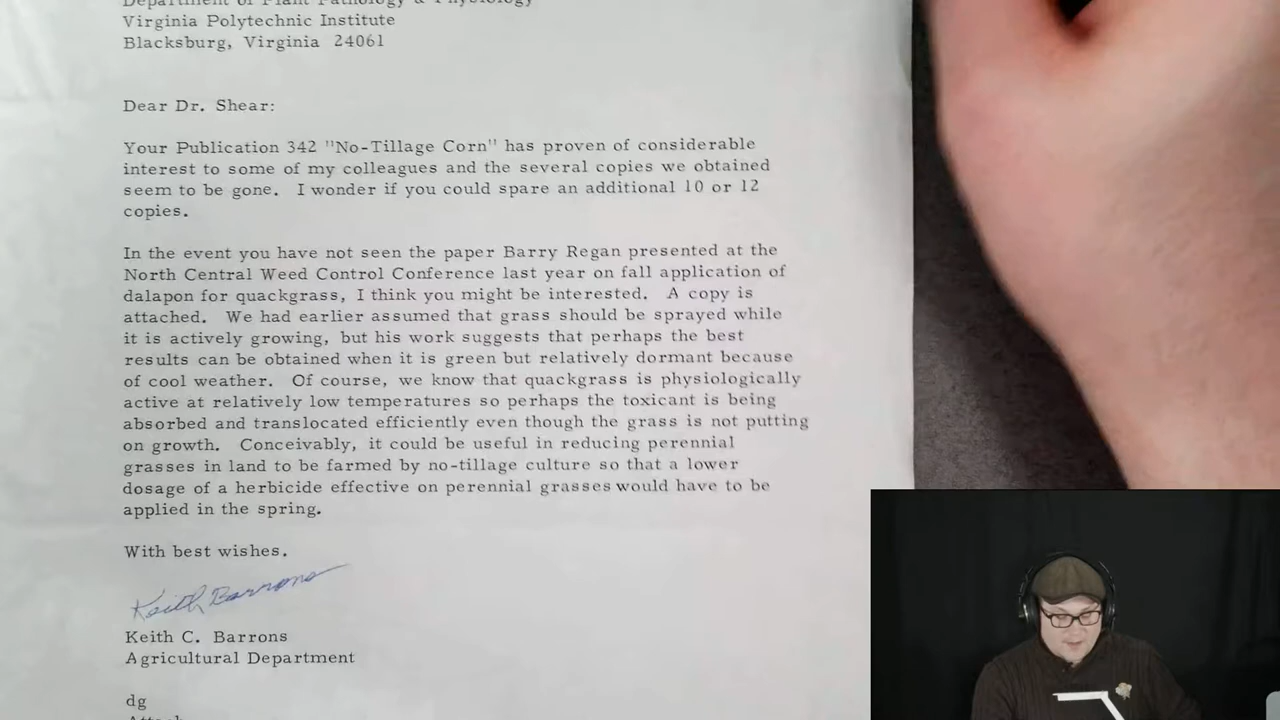 Department of Plant Pathology & Physiology
Virginia Polytechnic Institute
Blacksburg, Virginia 24061
Dear Dr. Shear:
Your Publication 342 "No-Tillage Corn" has proven of considerable
interest to some of my colleagues and the several copies we obtained
seem to be gone. I wonder if you could spare an additional 10 or 12
copies.
In the event you have not seen the paper Barry Regan presented at the
North Central Weed Control Conference last year on fall application of
dalapon for quackgrass, I think you might be interested. A copy is
attached. We had earlier assumed that grass should be sprayed while
it is actively growing, but his work suggests that perhaps the best
results can be obtained when it is green but relatively dormant because
of cool weather. Of course, we know that quackgrass is physiologically
active at relatively low temperatures so perhaps the toxicant is being
absorbed and translocated efficiently even though the grass is not putting
on growth. Conceivably, it could be useful in reducing perennial
grasses in land to be farmed by no-tillage culture so that a lower
dosage of a herbicide effective on perennial grasses would have to be
applied in the spring.
With best wishes.
Keith Barrons
Keith C. Barrons
Agricultural Department
dg